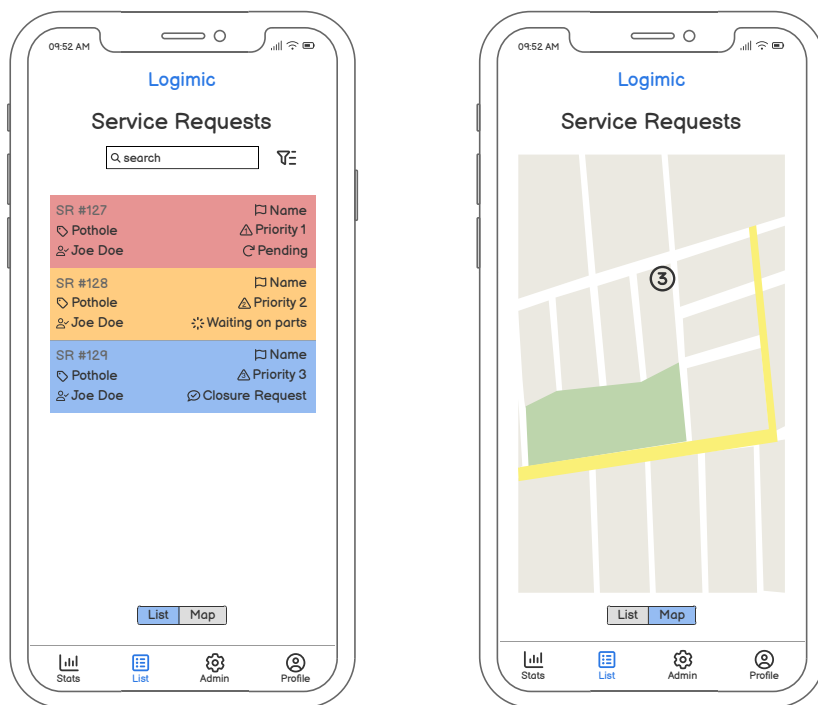 09:52 AM
Logimic
Service Requests
search
SR #127
Name
Pothole
Priority 1
Joe Doe
Pending
SR #128
Name
Pothole
Priority 2
Joe Doe
Waiting on parts
SR #129
Name
Pothole
Priority 3
Joe Doe
Closure Request
List
Map
Stats
List
Admin
Profile
09:52 AM
Logimic
Service Requests
3
List
Map
Stats
List
Admin
Profile